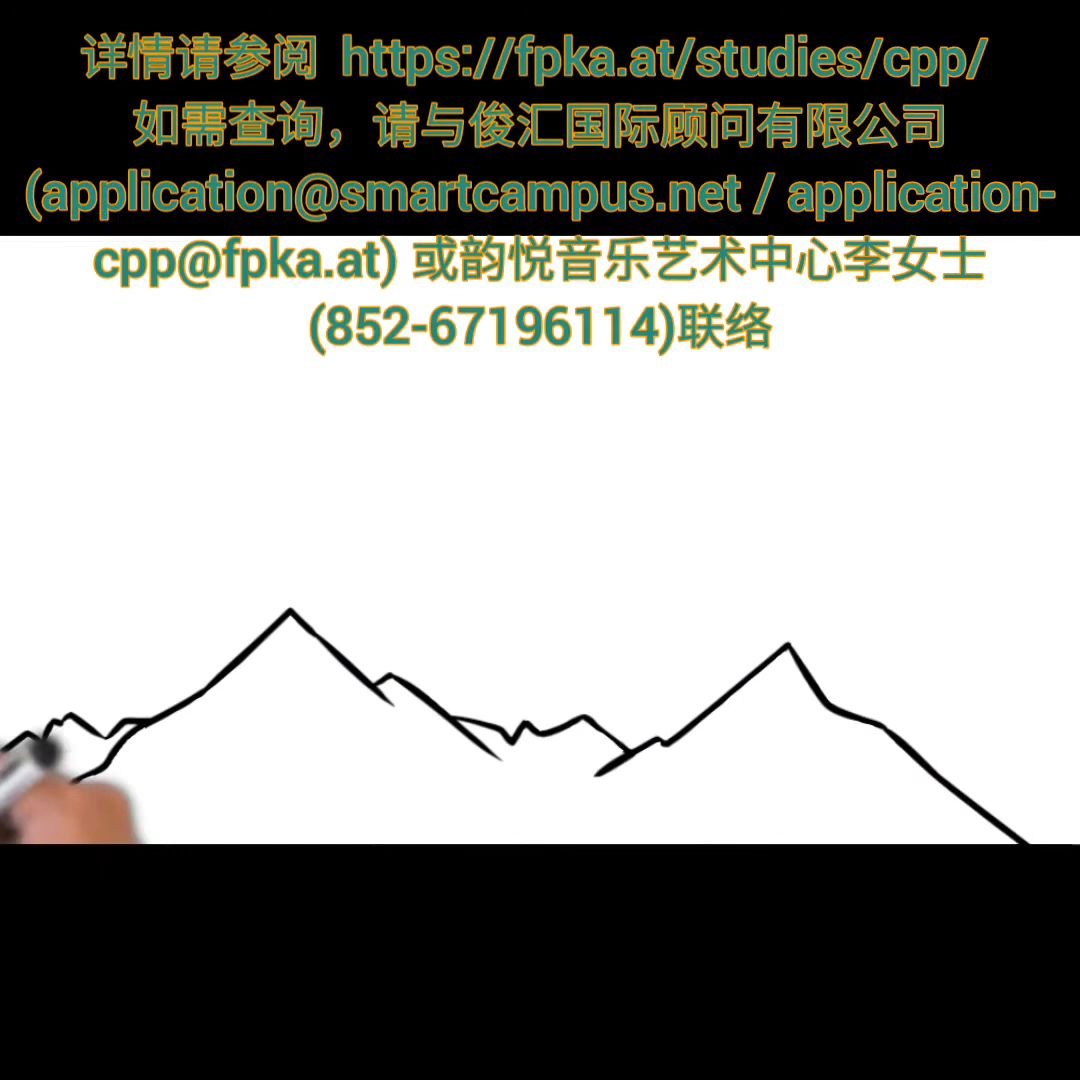 详情请参阅 https://fpka.at/studies/cpp/
如需查询，请与俊汇国际顾问有限公司
(application@smartcampus.net / application-
cpp@fpka.at) 或韵悦音乐艺术中心李女士
(852-67196114)联络